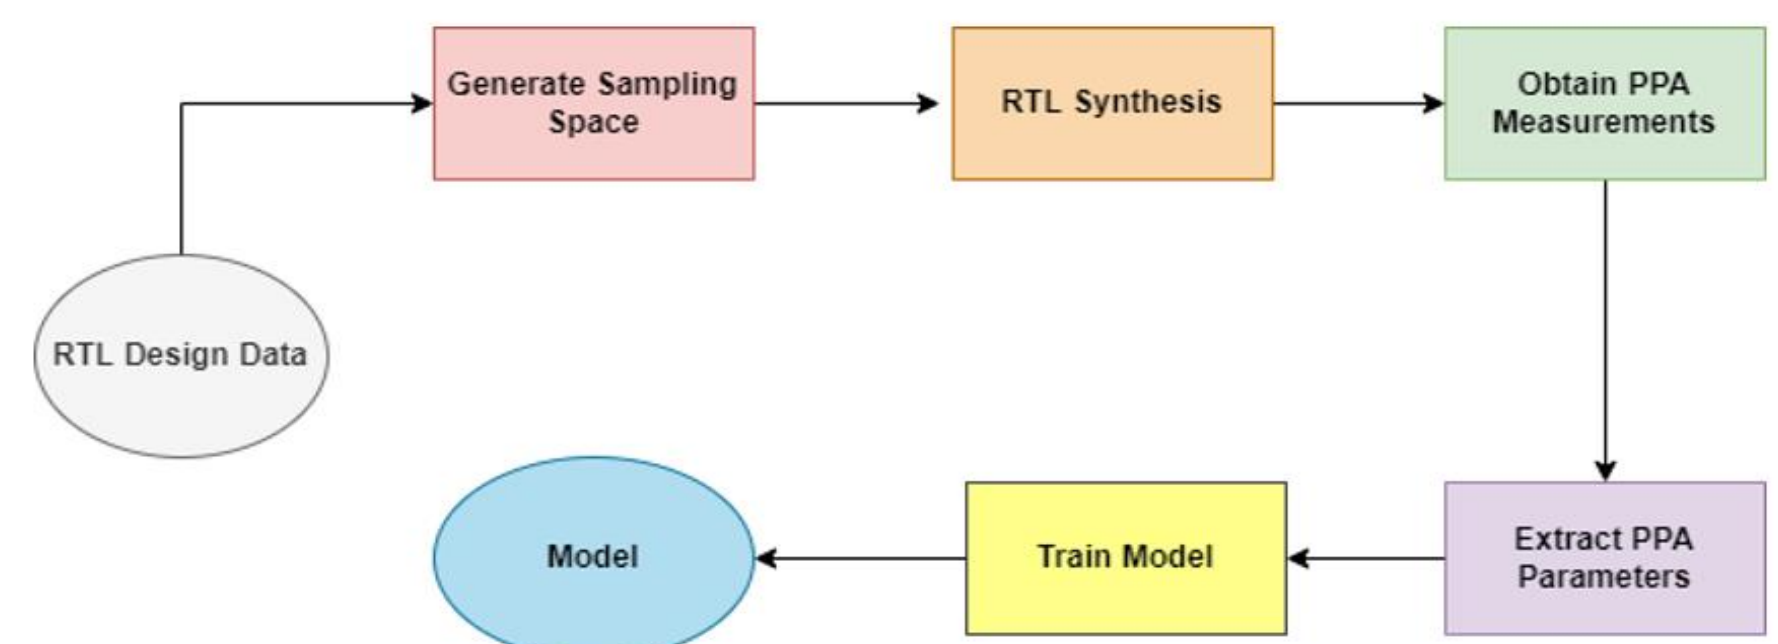 Generate Sampling
Space
RTL Synthesis
Obtain PPA
Measurements
RTL Design Data
Model
Train Model
Extract PPA
Parameters